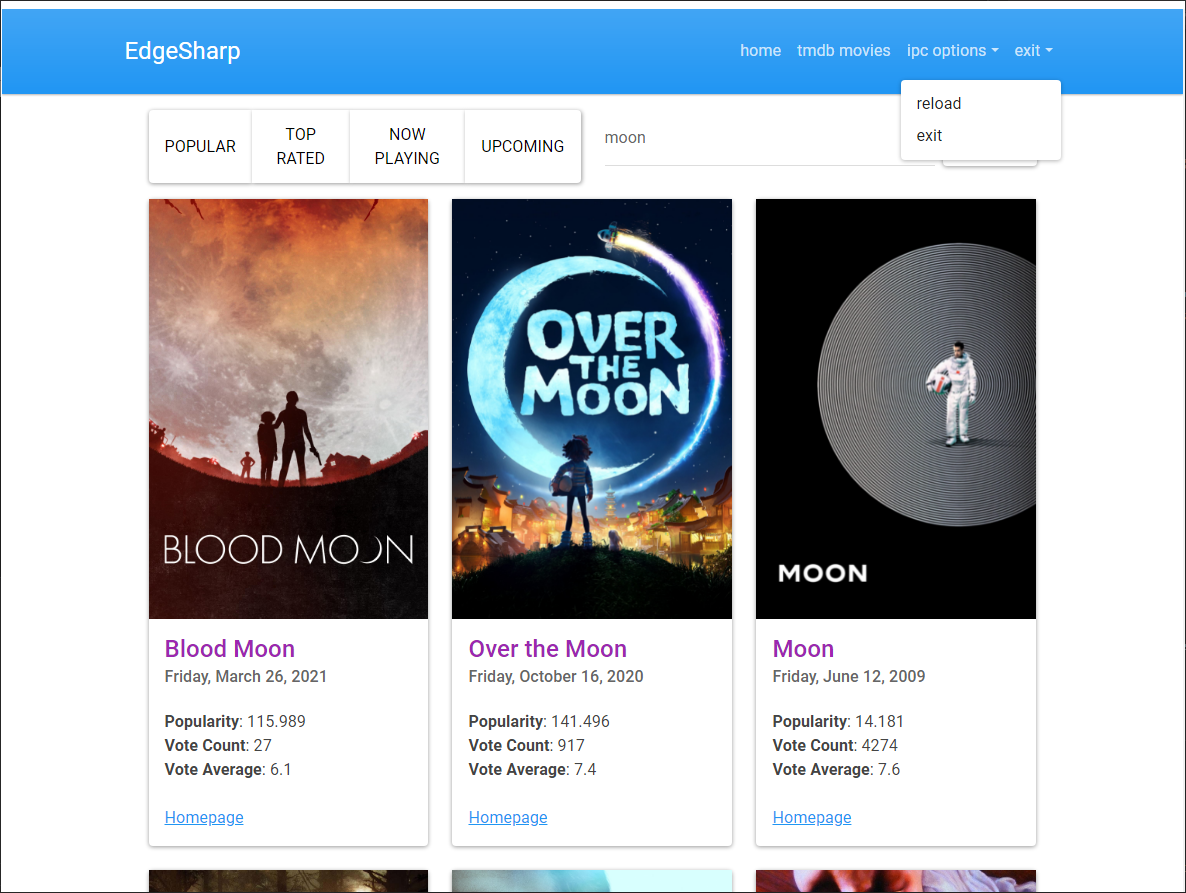 EdgeSharp
home
tmdb movies
ipc options
exit
reload
exit
POPULAR
TOP
RATED
NOW
PLAYING
UPCOMING
moon
OVER
THE
MOON
BLOOD MOON
MOON
Blood Moon
Friday, March 26, 2021
Popularity: 115.989
Vote Count: 27
Vote Average: 6.1
Homepage
Over the Moon
Friday, October 16, 2020
Popularity: 141.496
Vote Count: 917
Vote Average: 7.4
Homepage
Moon
Friday, June 12, 2009
Popularity: 14.181
Vote Count: 4274
Vote Average: 7.6
Homepage